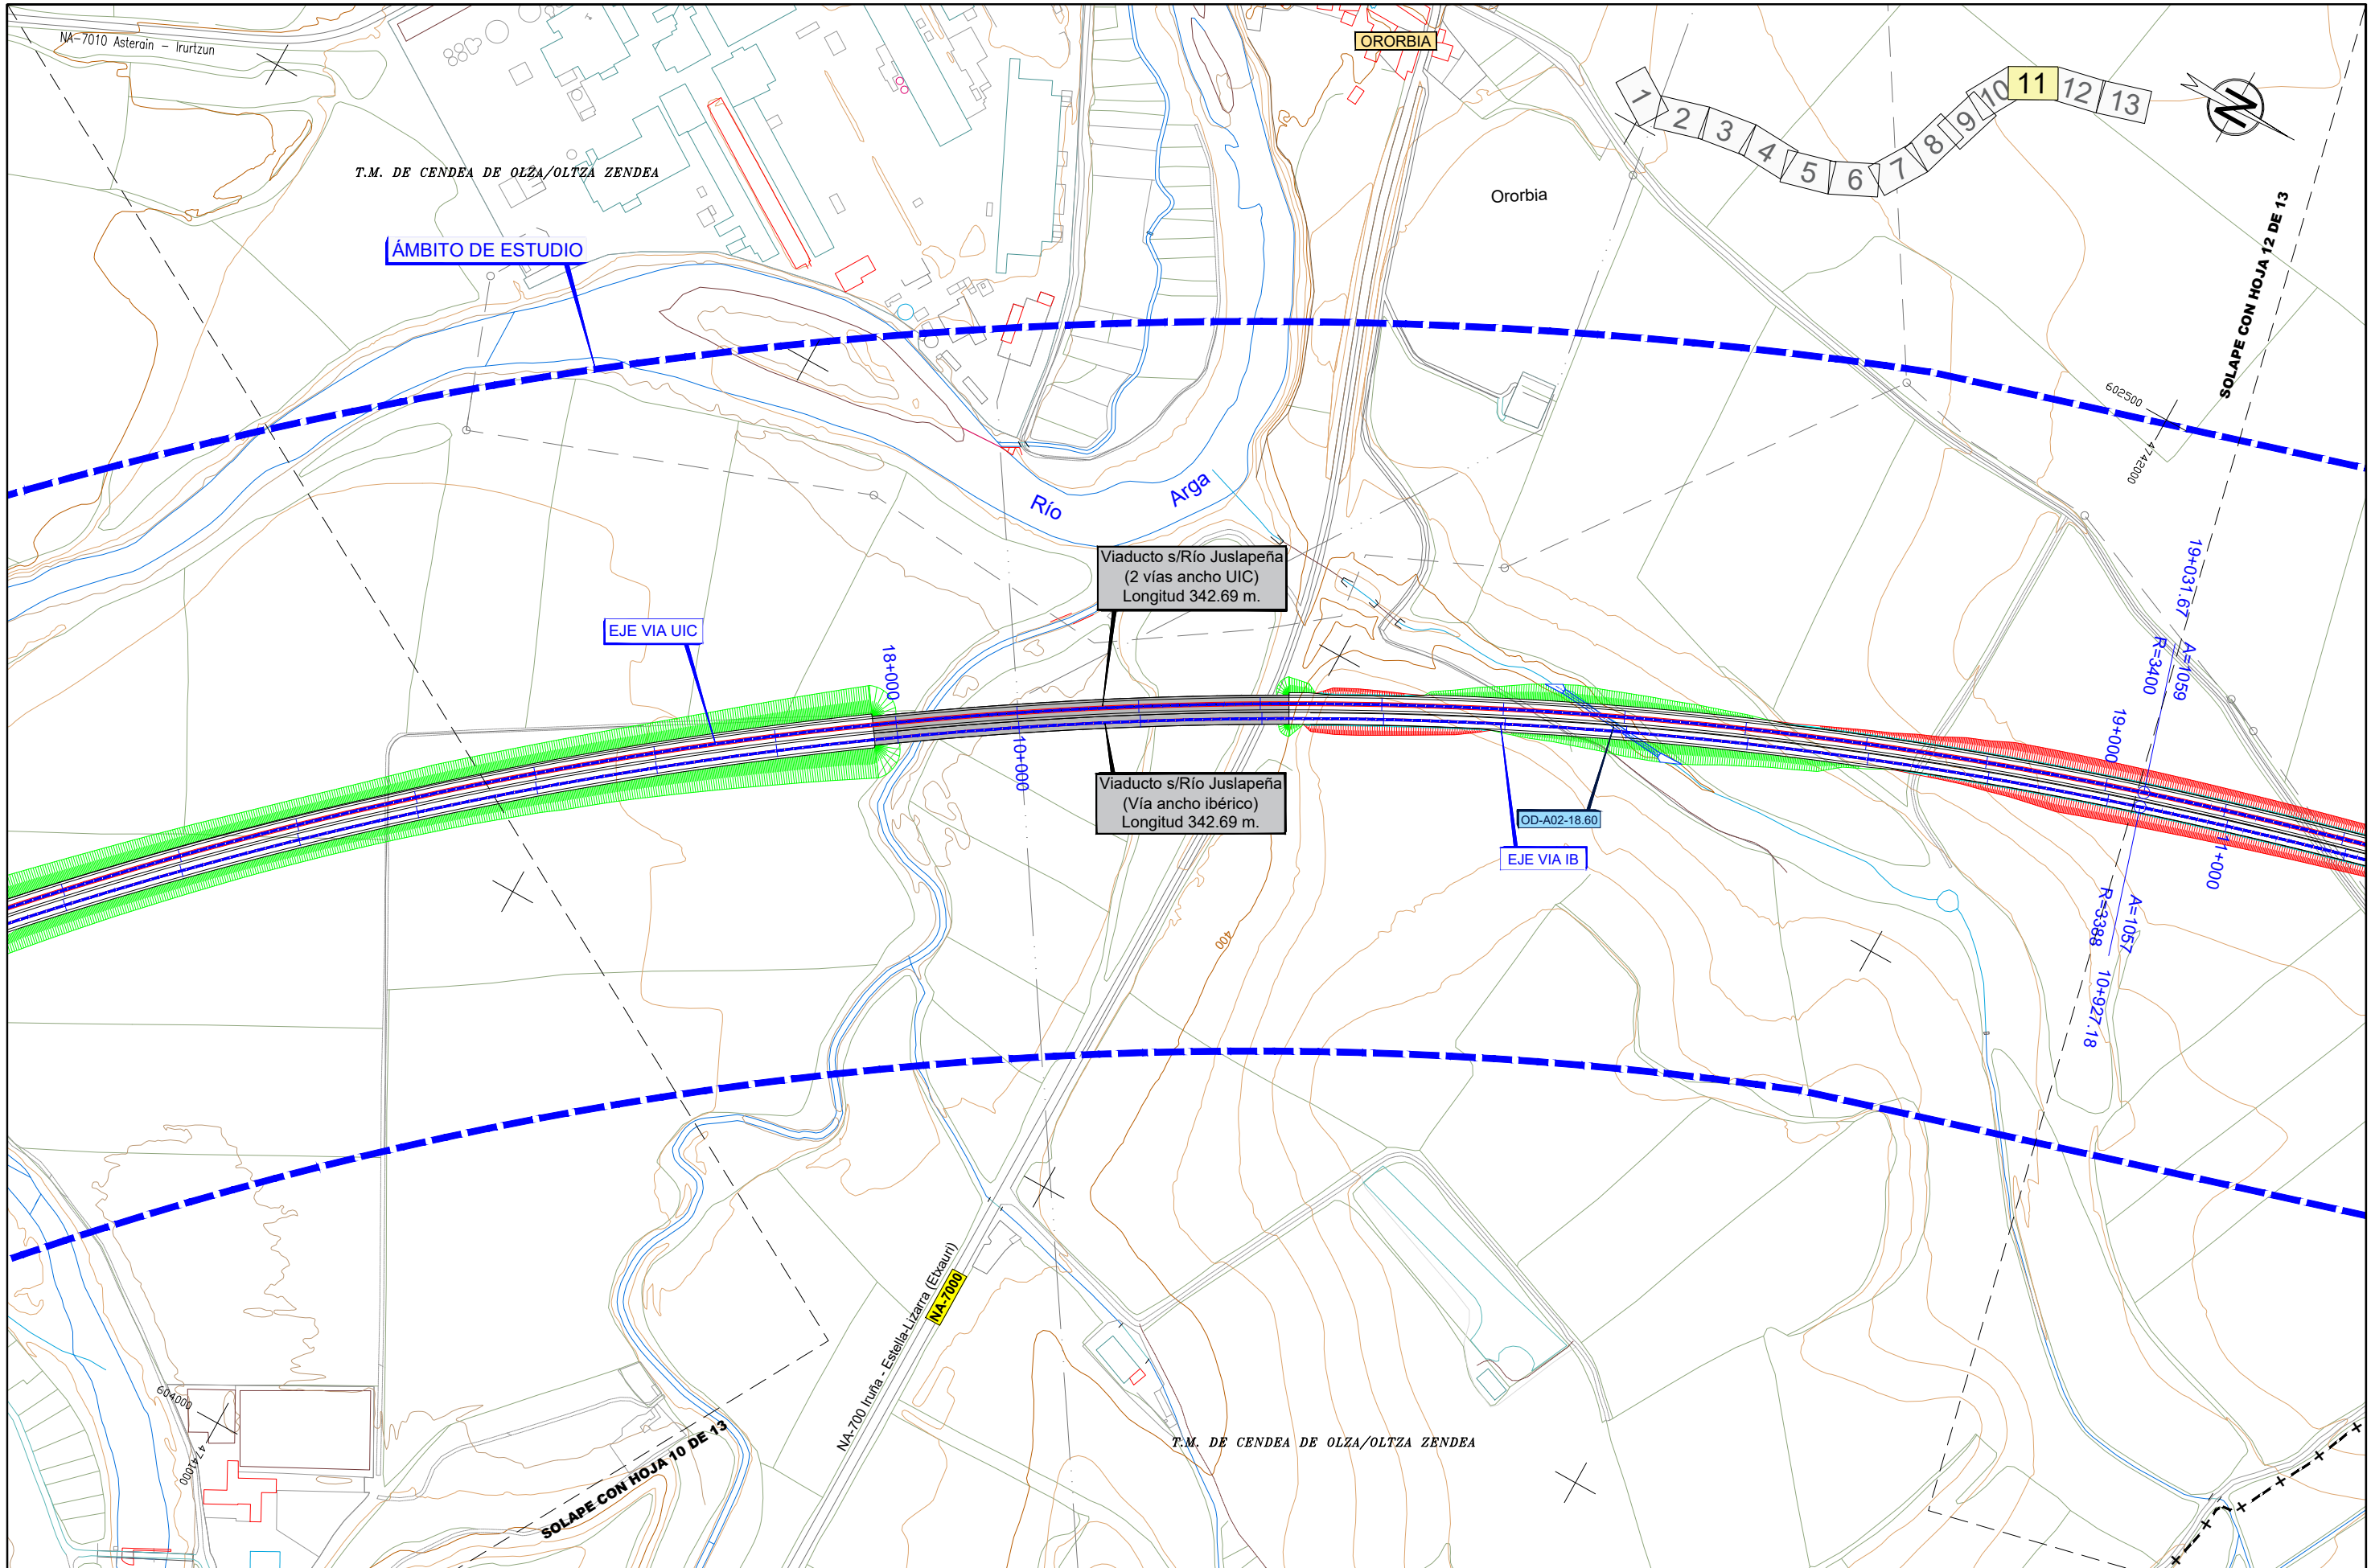 NA-7010 Asterain - Irurtzun
ORORBIA
1
2
3
4
5
6
7
8
9
10
11
12
13
N
T.M. DE CENDEA DE OLZA/OLTZA ZENDEA
Ororbia
ÁMBITO DE ESTUDIO
SOLAPE CON HOJA 12 DE 13
602500
4742000
Río
Arga
Viaducto s/Río Juslapeña
(2 vías ancho UIC)
Longitud 342.69 m.
EJE VIA UIC
18+000
10+000
19+031.67
R=3400
A=1059
19+000
Viaducto s/Río Juslapeña
(Vía ancho ibérico)
Longitud 342.69 m.
OD-A02-18.60
EJE VIA IB
11+000
400
R=3388
A=1057
10+927.18
NA-700 Iruña - Estella-Lizarra (Etxauri)
NA-7000
604000
4741000
SOLAPE CON HOJA 10 DE 13
T.M. DE CENDEA DE OLZA/OLTZA ZENDEA